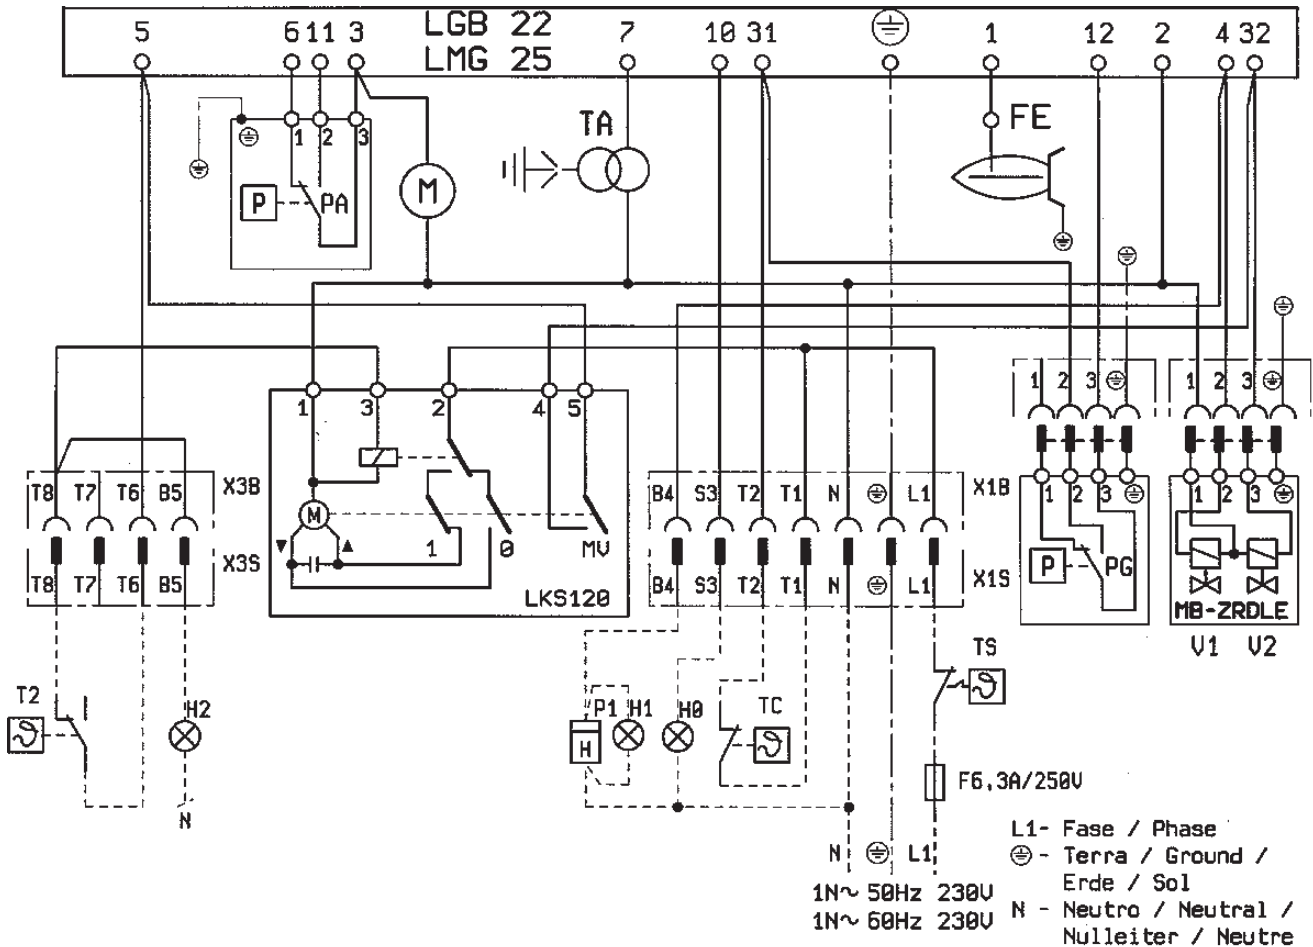 LGB 22
LMG 25
5 6 11 3 7 10 31 1 12 2 4 32
1 2 3
P PA
M
TA
FE
1 2 3
1 2 3
1 3 2 4 5
T8 T7 T6 B5 X3B
T8 T7 T6 B5 X3S
M
1 0 MV
LKS120
B4 S3 T2 T1 N L1 X1B
B4 S3 T2 T1 N L1 X1S
1 2 3
P PG
1 2 3
MB-ZRDLE
V1 V2
T2
H2
N
P1 H1 H0 TC
H
TS
F6,3A/250V
N L1
1N~ 50Hz 230V
1N~ 60Hz 230V
L1- Fase / Phase
- Terra / Ground /
Erde / Sol
N - Neutro / Neutral /
Nulleiter / Neutre